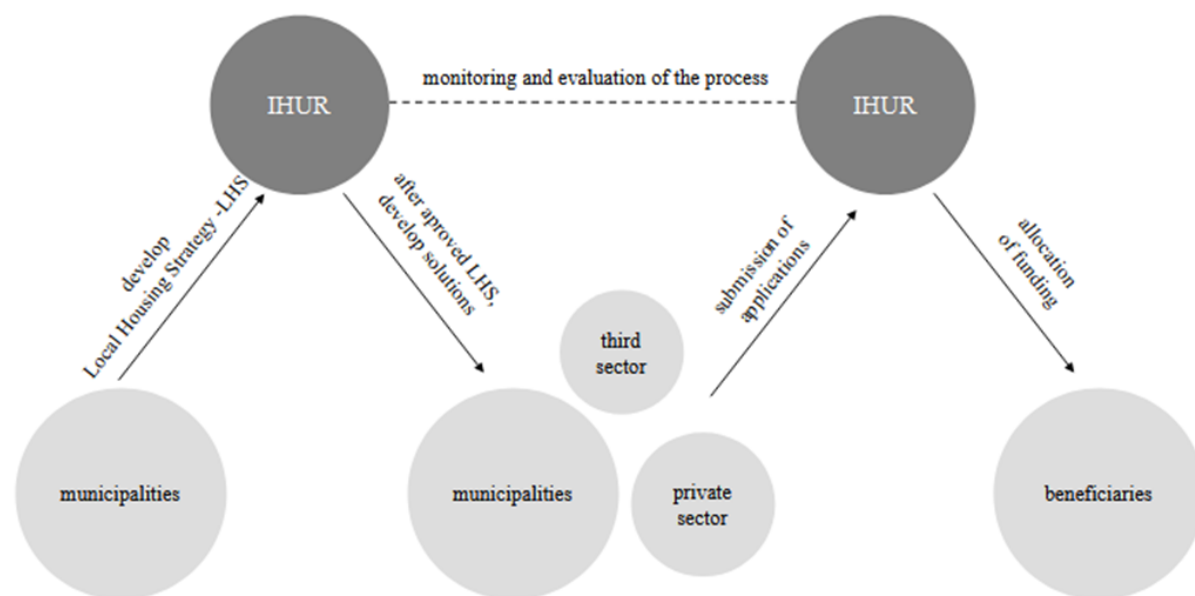 IHUR
monitoring and evaluation of the process
IHUR
develop
Local Housing Strategy -LHS
after aproved LHS,
develop solutions
submission of
applications
allocation
of funding
third
sector
municipalities
municipalities
private
sector
beneficiaries